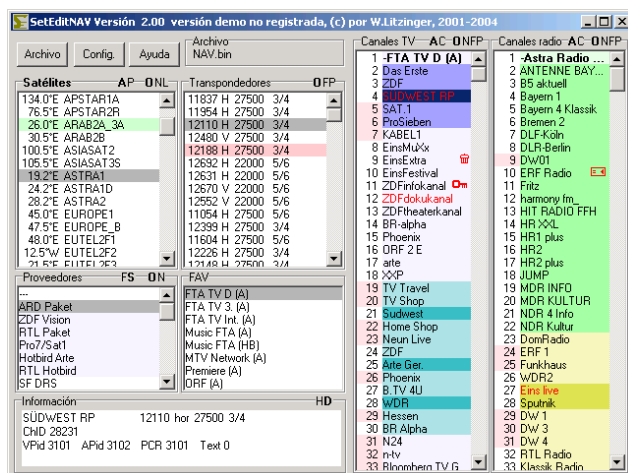 SetEditNAV Versión 2.00 versión demo no registrada, (c) por W.Litzinger, 2001-2004
Archivo
Config.
Ayuda
Archivo
NAV.bin
Satélites AP ONL
134.0°E APSTAR1A
76.5°E APSTAR2R
26.0°E ARAB2A_3A
30.5°E ARAB2B
100.5°E ASIASAT2
105.5°E ASIASAT3S
19.2°E ASTRA1
24.2°E ASTRA1D
28.2°E ASTRA2
45.0°E EUROPE1
47.5°E EUROPE_B
48.0°E EUTEL2F1
12.5°W EUTEL2F2
21.5°E EUTEL2F3
Transpondedores OFP
11837 H 27500 3/4
11954 H 27500 3/4
12110 H 27500 3/4
12480 V 27500 3/4
12188 H 27500 3/4
12692 H 22000 5/6
12631 H 22000 5/6
12670 V 22000 5/6
12552 V 22000 5/6
11054 H 27500 5/6
12399 H 27500 3/4
11604 H 27500 5/6
12226 H 27500 3/4
12148 H 27500 3/4
Proveedores FS ON
---
ARD Paket
ZDF Vision
RTL Paket
Pro7/Sat1
Hotbird Arte
RTL Hotbird
SF DRS
FAV
FTA TV D (A)
FTA TV 3. (A)
FTA TV Int. (A)
Music FTA (A)
Music FTA (HB)
MTV Network (A)
Premiere (A)
ORF (A)
Información HD
SÜDWEST RP 12110 hor 27500 3/4
ChID 28231
VPid 3101 APid 3102 PCR 3101 Text 0
Canales TV AC ONFP
1 -FTA TV D (A)
2 Das Erste
3 ZDF
4 SÜDWEST RP
5 SAT.1
6 ProSieben
7 KABEL1
8 EinsMuXx
9 EinsExtra
10 EinsFestival
11 ZDFinfokanal
12 ZDFdokukanal
13 ZDFtheaterkanal
14 BR-alpha
15 Phoenix
16 ORF 2 E
17 arte
18 XXP
19 TV Travel
20 TV Shop
21 Sudwest
22 Home Shop
23 Neun Live
24 ZDF
25 Arte Ger.
26 Phoenix
27 B.TV 4U
28 WDR
29 Hessen
30 BR Alpha
31 N24
32 n-tv
33 Bloomberg TV G
Canales radio AC ONFP
1 -Astra Radio ...
2 ANTENNE BAY...
3 B5 aktuell
4 Bayern 1
5 Bayern 4 Klassik
6 Bremen 2
7 DLF-Köln
8 DLR-Berlin
9 DW01
10 ERF Radio
11 Fritz
12 harmony fm_
13 HIT RADIO FFH
14 HR XXL
15 HR1 plus
16 HR2
17 HR2 plus
18 JUMP
19 MDR INFO
20 MDR KULTUR
21 NDR 4 Info
22 NDR Kultur
23 DomRadio
24 ERF 1
25 Funkhaus
26 WDR2
27 Eins live
28 Sputnik
29 DW 1
30 DW 3
31 DW 4
32 RTL Radio
33 Klassik Radio